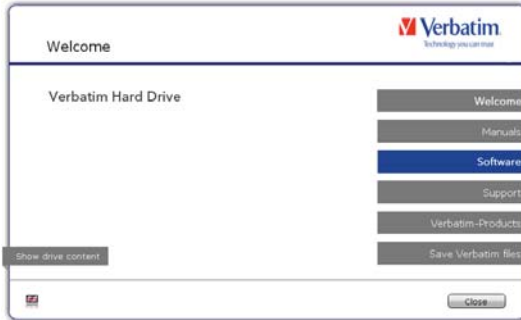 Welcome
Verbatim
Technology you can trust
Verbatim Hard Drive
Welcome
Manuals
Software
Support
Verbatim-Products
Save Verbatim files
Show drive content
Close